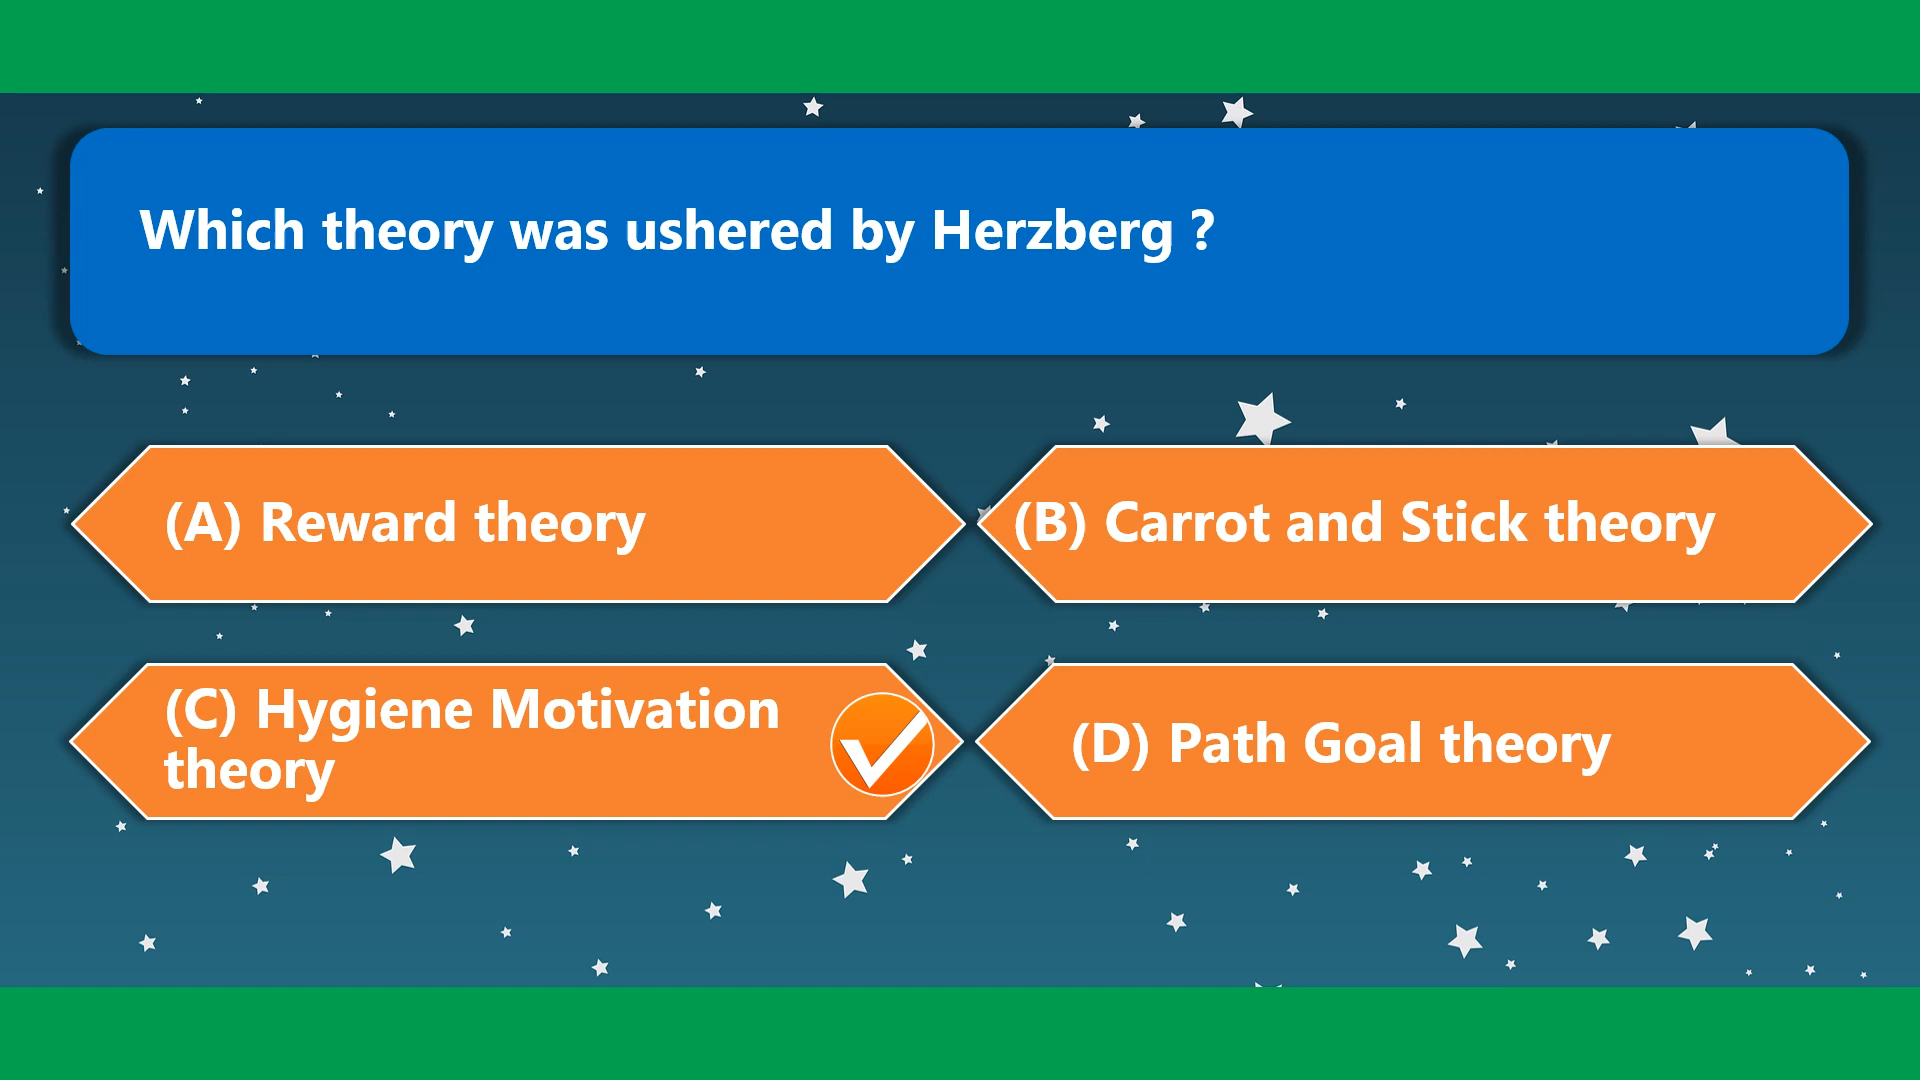 Which theory was ushered by Herzberg ?
(A) Reward theory
(B) Carrot and Stick theory
(C) Hygiene Motivation
theory
(D) Path Goal theory